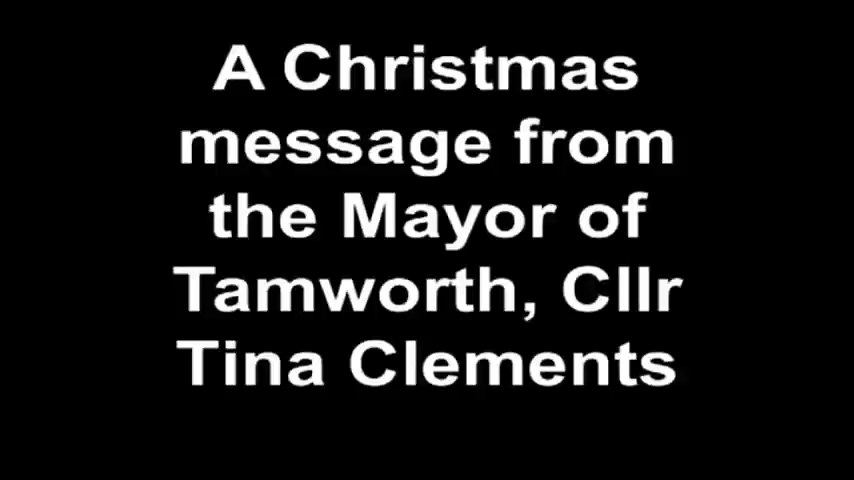 A Christmas
message from
the Mayor of
Tamworth, Cllr
Tina Clements